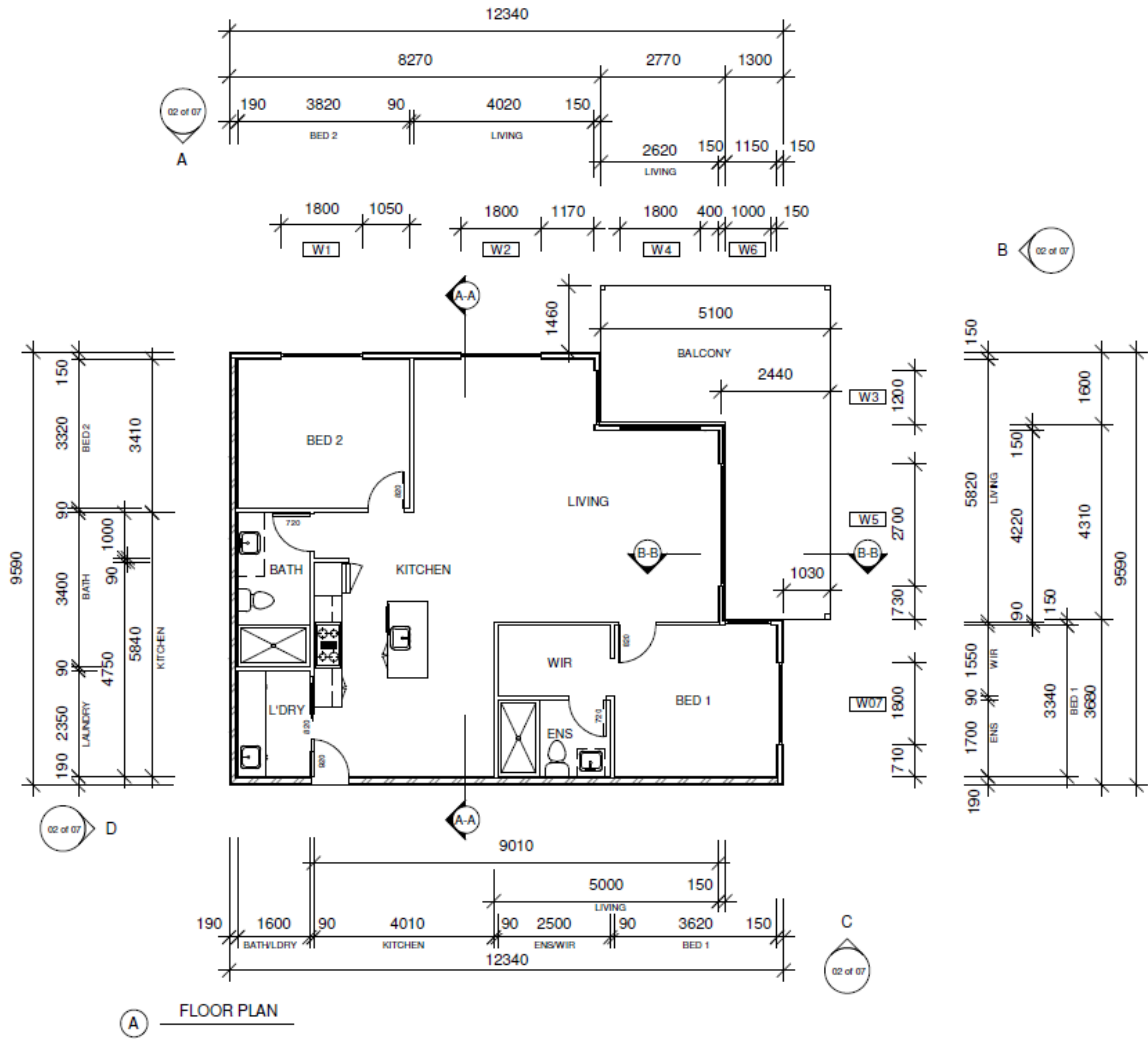 12340
8270 2770 1300
190 3820 90 4020 150
BED 2 LIVING
02 of 07
A
2620 150 1150 150
LIVING
1800 1050 1800 1170 1800 400 1000 150
W1 W2 W4 W6
B 02 of 07
A-A
1460
5100
BALCONY
2440
W3 1200
150
1600
150
3320
BED 2
3410
BED 2
820
LIVING
5820
LIVING
150
4220
4310
9590
9590
90
1000
90
3400
BATH
720
BATH
KITCHEN
B-B
B-B
W5 2700
1030
730
90
150
4750
5840
KITCHEN
90
WIR
820
1550
WIR
90
BED 1
W07 1800
3340
BED 1
3680
2350
LAUNDRY
L'DRY
820
920
ENS
720
1700
ENS
710
190
190
02 of 07 D
A-A
9010
5000 150
LIVING
190 1600 90 4010 90 2500 90 3620 150
BATH/LDRY KITCHEN ENS/WIR BED 1
12340
C
02 of 07
A FLOOR PLAN